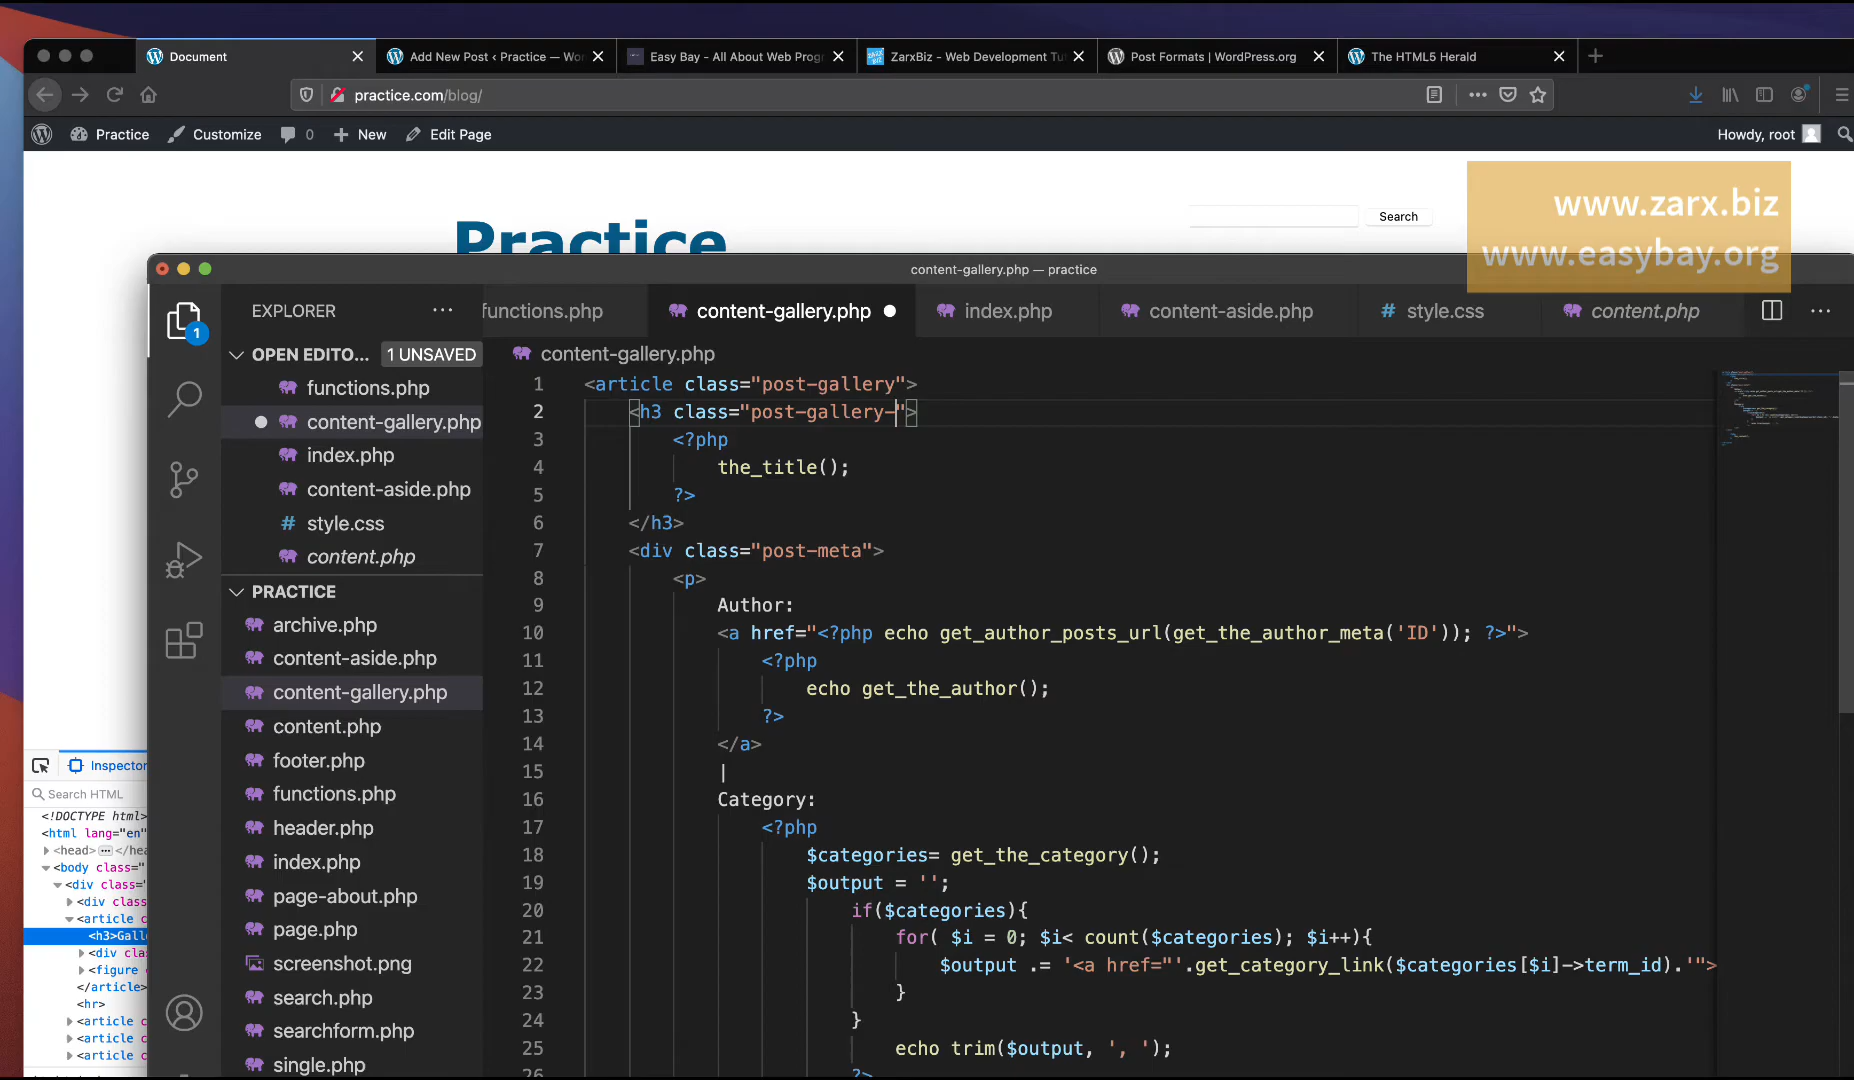 Document
Add New Post ‹ Practice — Wor
Easy Bay - All About Web Prog
ZarxBiz - Web Development Tu
Post Formats | WordPress.org
The HTML5 Herald
practice.com/blog/
Practice
Customize
0
New
Edit Page
Howdy, root
Practice
Search
www.zarx.biz
www.easybay.org
content-gallery.php — practice
EXPLORER
functions.php
content-gallery.php
index.php
content-aside.php
# style.css
content.php
1
OPEN EDITO...
1 UNSAVED
functions.php
content-gallery.php
index.php
content-aside.php
# style.css
content.php
PRACTICE
archive.php
content-aside.php
content-gallery.php
content.php
footer.php
functions.php
header.php
index.php
page-about.php
page.php
screenshot.png
search.php
searchform.php
single.php
content-gallery.php
1 <article class="post-gallery">
2 <h3 class="post-gallery-">
3 <?php
4 the_title();
5 ?>
6 </h3>
7 <div class="post-meta">
8 <p>
9 Author:
10 <a href="<?php echo get_author_posts_url(get_the_author_meta('ID')); ?>">
11 <?php
12 echo get_the_author();
13 ?>
14 </a>
15 |
16 Category:
17 <?php
18 $categories= get_the_category();
19 $output = '';
20 if($categories){
21 for( $i = 0; $i< count($categories); $i++){
22 $output .= '<a href="'.get_category_link($categories[$i]->term_id).'">
23 }
24 }
25 echo trim($output, ', ');
26 ?>
Inspector
Search HTML
<!DOCTYPE html>
<html lang="en"
<head> ... </hea
<body class="
<div class="
<div class
<article c
<h3>Gall
<div clas
<figure c
</article>
<hr>
<article c
<article c
<article c